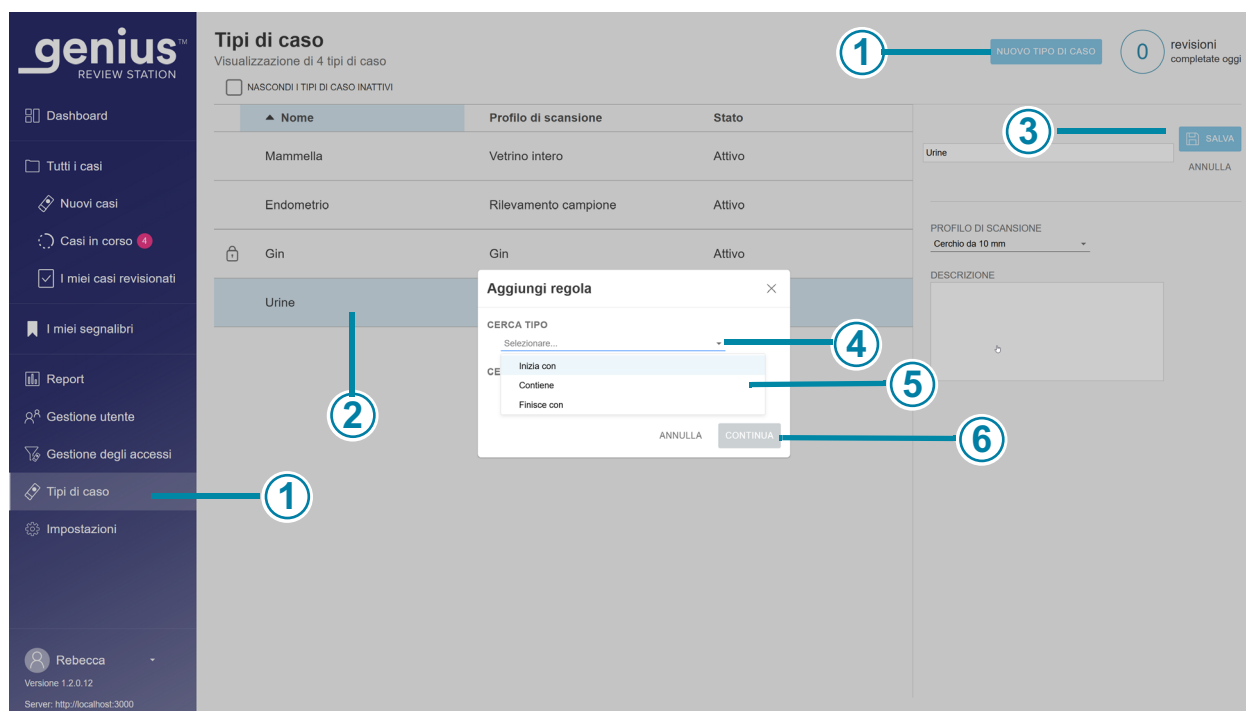 genius™
REVIEW STATION
Dashboard
Tutti i casi
Nuovi casi
Casi in corso 4
I miei casi revisionati
I miei segnalibri
Report
Gestione utente
Gestione degli accessi
Tipi di caso
1
Impostazioni
Rebecca
Versione 1.2.0.12
Server: http://localhost:3000
Tipi di caso
Visualizzazione di 4 tipi di caso
NASCONDI I TIPI DI CASO INATTIVI
1
NUOVO TIPO DI CASO
0
revisioni
completate oggi
Nome Profilo di scansione Stato
Mammella Vetrino intero Attivo
Endometrio Rilevamento campione Attivo
Gin Gin Attivo
Urine
2
Aggiungi regola
CERCA TIPO
Selezionare...
4
CE
Inizia con
Contiene
Finisce con
5
ANNULLA CONTINUA
6
3
SALVA
Urine
ANNULLA
PROFILO DI SCANSIONE
Cerchio da 10 mm
DESCRIZIONE